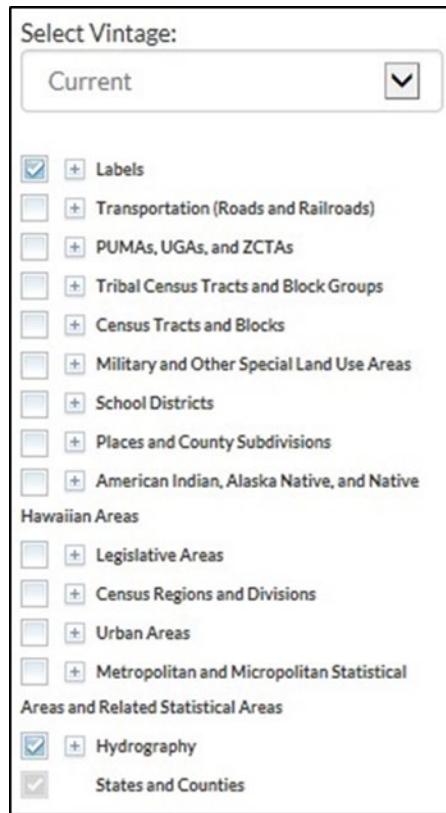 Select Vintage:
Current
Labels
Transportation (Roads and Railroads)
PUMAs, UGAs, and ZCTAs
Tribal Census Tracts and Block Groups
Census Tracts and Blocks
Military and Other Special Land Use Areas
School Districts
Places and County Subdivisions
American Indian, Alaska Native, and Native
Hawaiian Areas
Legislative Areas
Census Regions and Divisions
Urban Areas
Metropolitan and Micropolitan Statistical
Areas and Related Statistical Areas
Hydrography
States and Counties